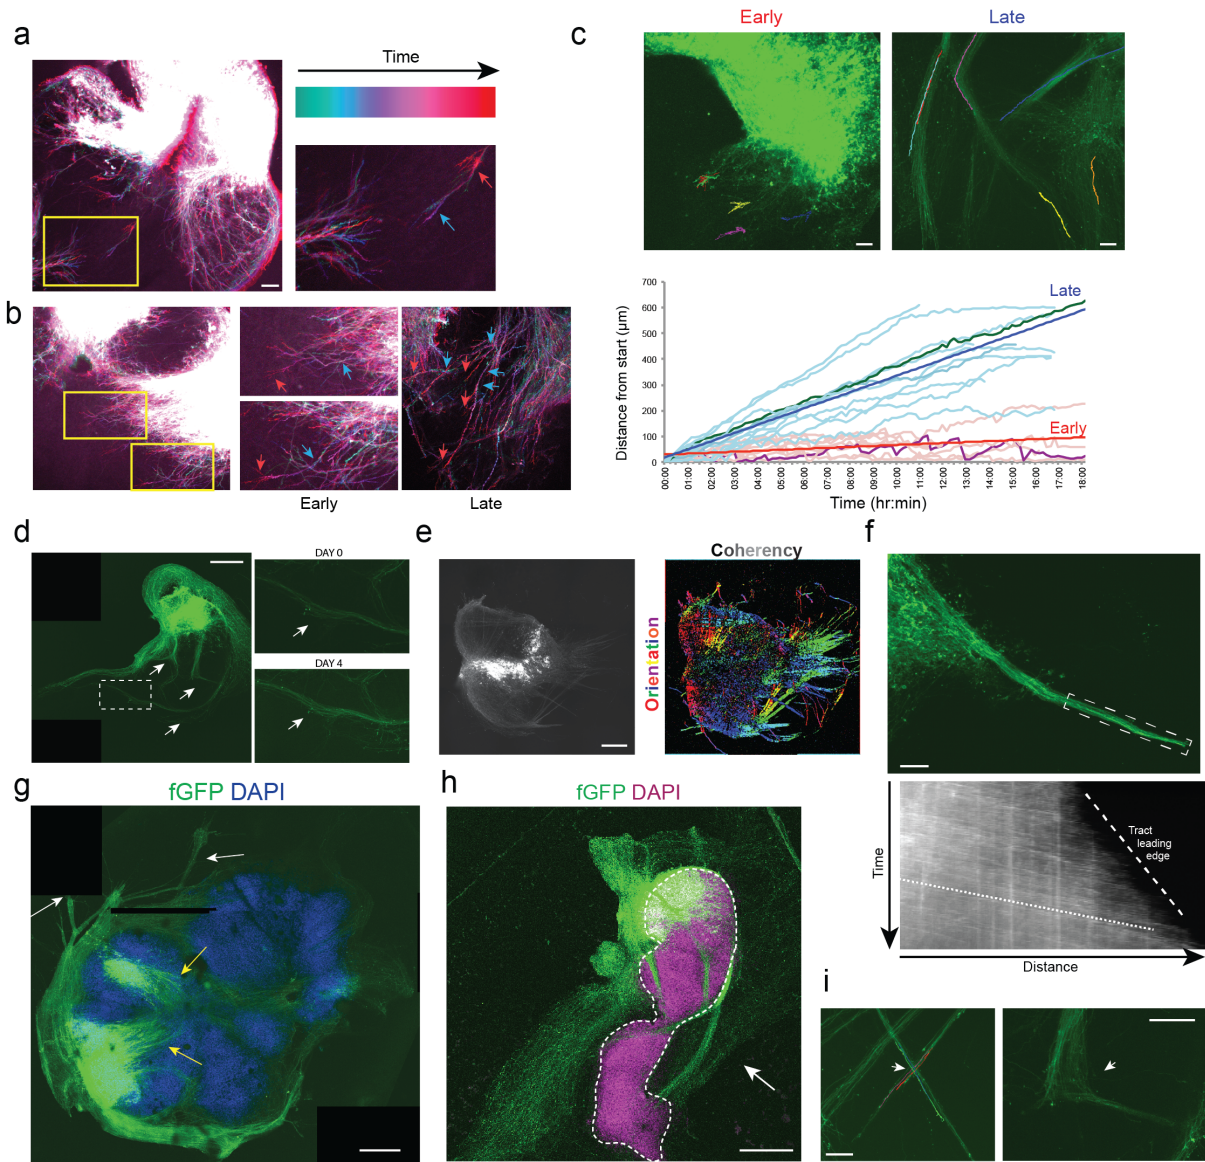 a
Time
b
Early
Late
c
Early
Late
Distance from start (µm)
700
600
500
400
300
200
100
0
Late
Early
00:00
01:00
02:00
03:00
04:00
05:00
06:00
07:00
08:00
09:00
10:00
11:00
12:00
13:00
14:00
15:00
16:00
17:00
18:00
Time (hr:min)
d
DAY 0
DAY 4
e
Coherency
Orientation
f
Time
Tract
leading
edge
Distance
g
fGFP DAPI
h
fGFP DAPI
i